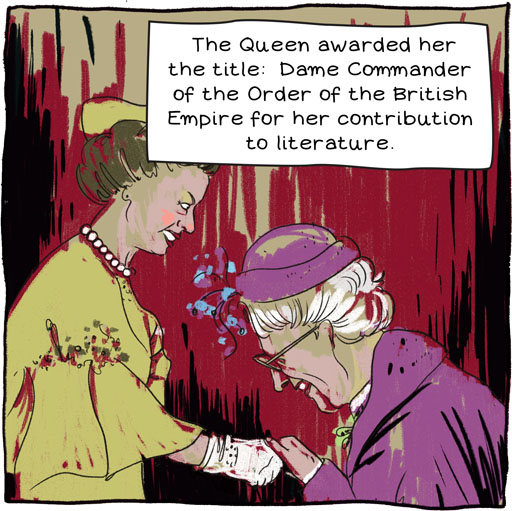 The Queen awarded her
the title: Dame Commander
of the Order of the British
Empire for her contribution
to literature.